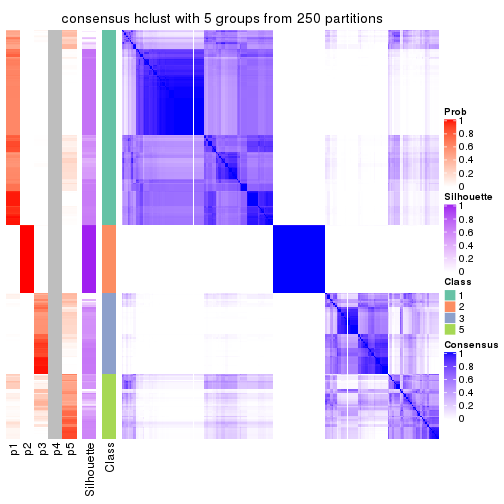 consensus hclust with 5 groups from 250 partitions
Prob
1
0.8
0.6
0.4
0.2
0
Silhouette
1
0.8
0.6
0.4
0.2
0
Class
1
2
3
5
Consensus
1
0.8
0.6
0.4
0.2
0
p1
p2
p3
p4
p5
Silhouette
Class